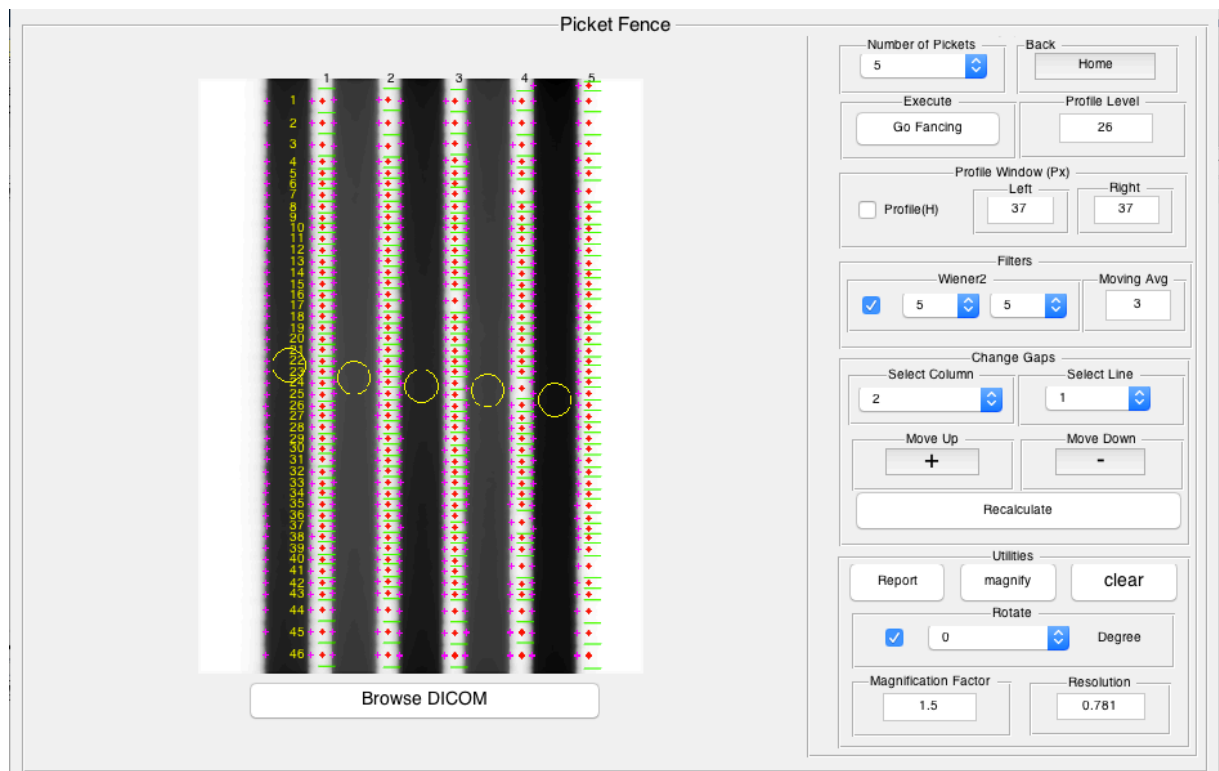 Picket Fence
Number of Pickets
Back
5
Home
Execute
Profile Level
Go Fancing
26
Profile Window (Px)
Left
Right
Profile(H)
37
37
Filters
Wiener2
Moving Avg
5
5
3
Change Gaps
Select Column
Select Line
2
1
Move Up
Move Down
+
-
Recalculate
Utilities
Report
magnify
clear
Rotate
0
Degree
Magnification Factor
Resolution
1.5
0.781
1 2 3 4 5
1
2
3
4
5
6
7
8
9
10
11
12
13
14
15
16
17
18
19
20
21
22
23
24
25
26
27
28
29
30
31
32
33
34
35
36
37
38
39
40
41
42
43
44
45
46
Browse DICOM